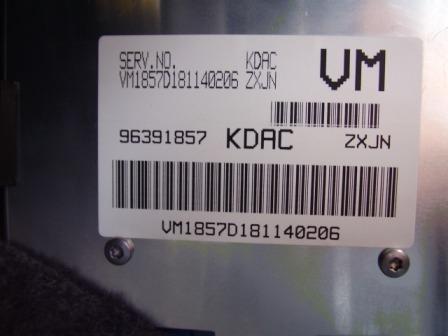 SERV.NO. KDAC VM
VM1857D181140206 ZXJN
96391857 KDAC ZXJN
VM1857D181140206